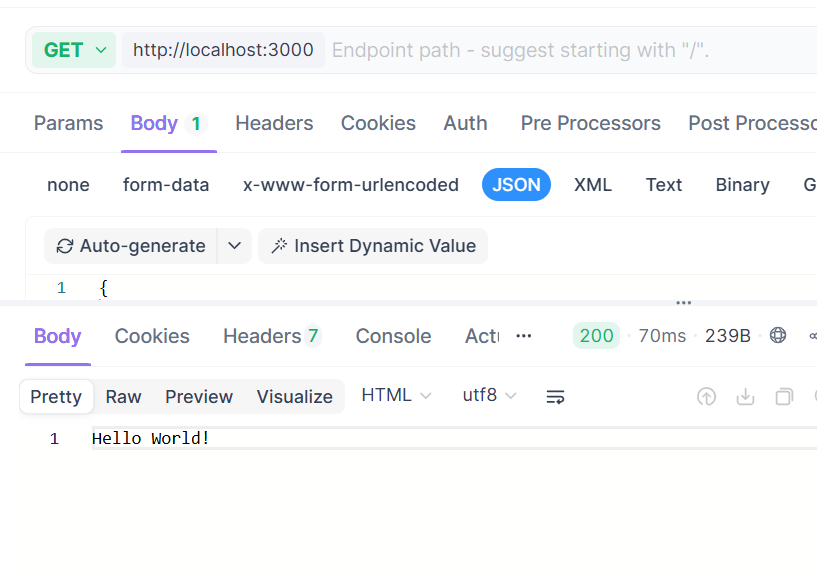 GET http://localhost:3000 Endpoint path - suggest starting with "/".
Params Body 1 Headers Cookies Auth Pre Processors Post Processo
none form-data x-www-form-urlencoded JSON XML Text Binary G
Auto-generate Insert Dynamic Value
1 {
Body Cookies Headers 7 Console Actu ··· 200 · 70ms · 239B ·
Pretty Raw Preview Visualize HTML utf8
1 Hello World!